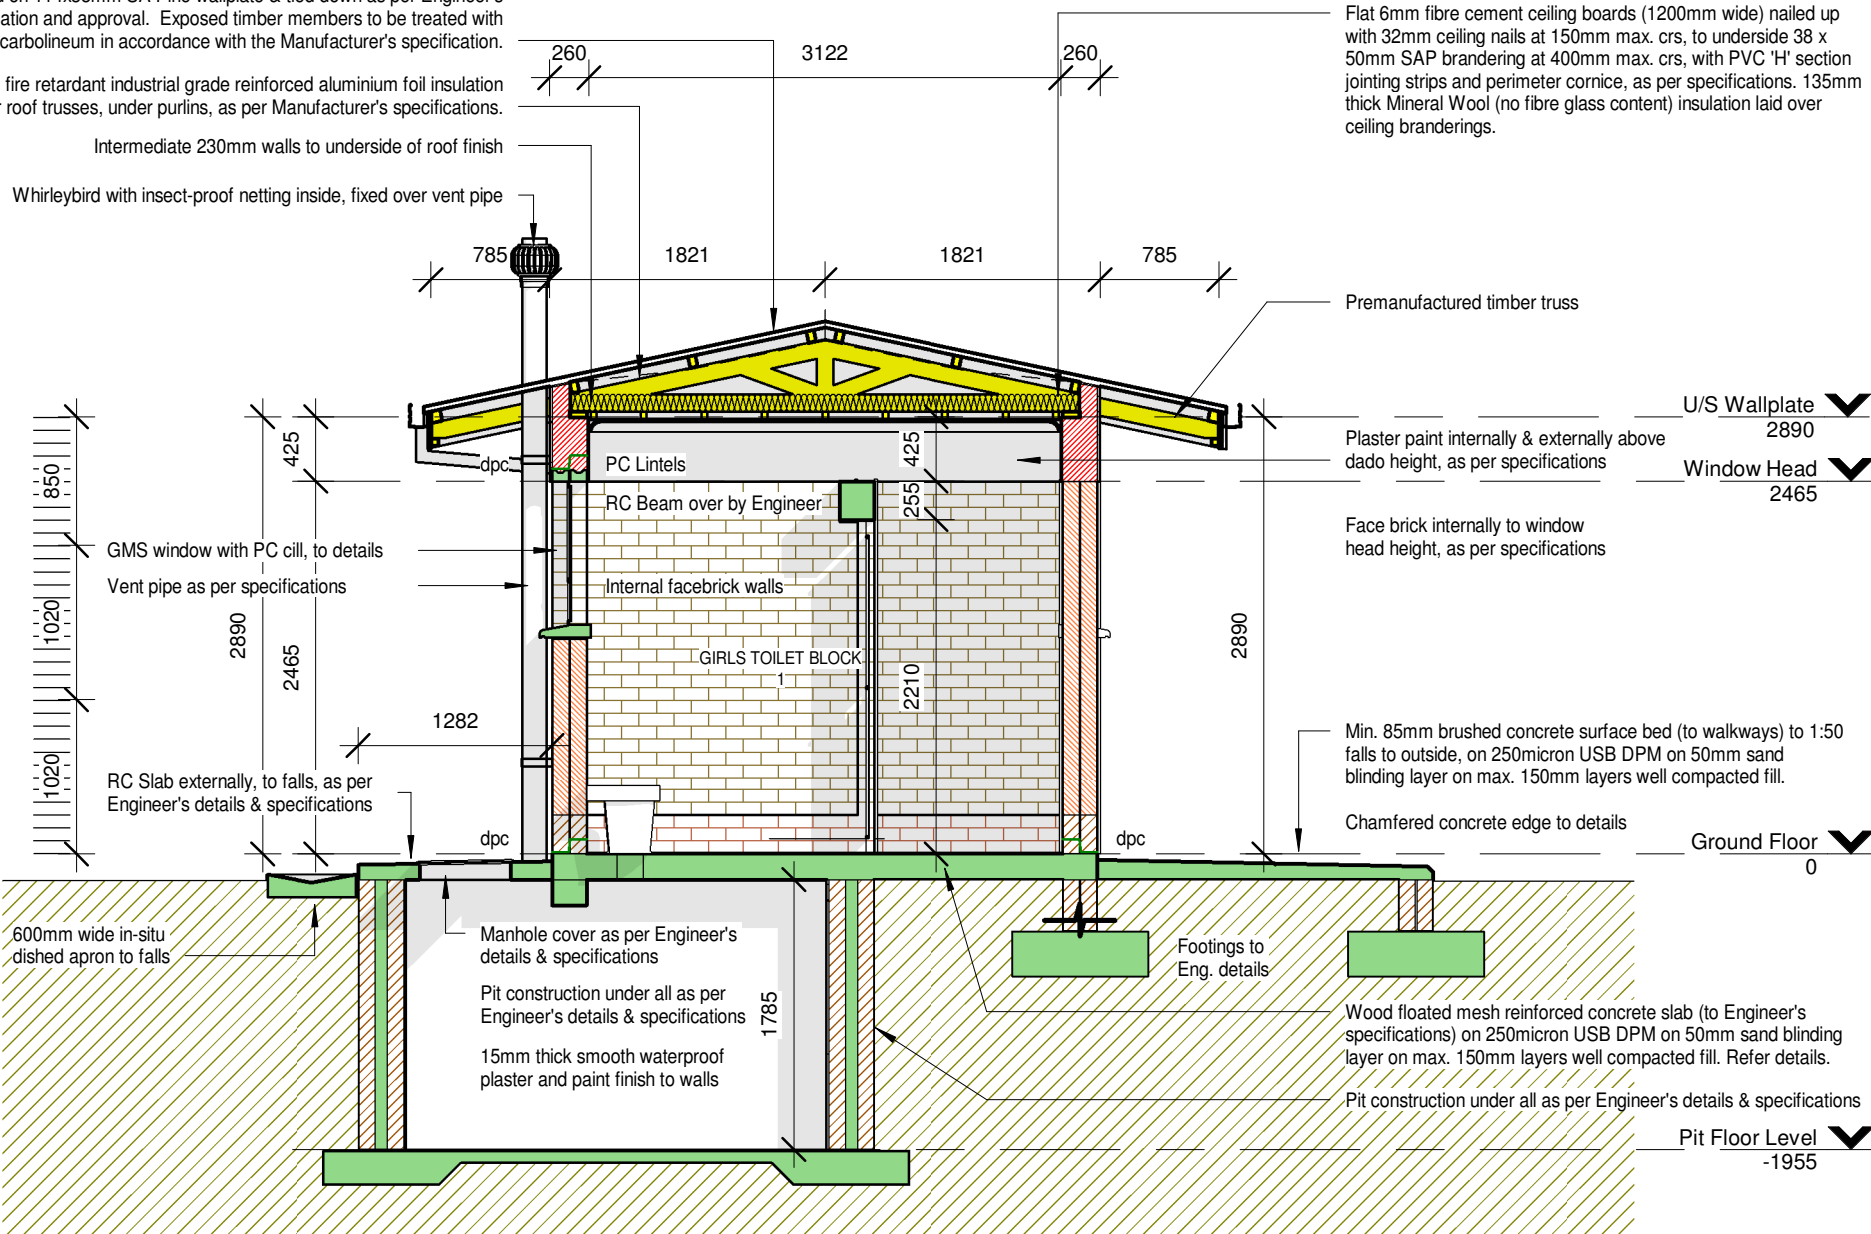 ation and approval.  Exposed timber members to be treated with
carbolineum in accordance with the Manufacturer's specification.
fire retardant industrial grade reinforced aluminium foil insulation
roof trusses, under purlins, as per Manufacturer's specifications.
Intermediate 230mm walls to underside of roof finish
Whirleybird with insect-proof netting inside, fixed over vent pipe
Flat 6mm fibre cement ceiling boards (1200mm wide) nailed up
with 32mm ceiling nails at 150mm max. crs, to underside 38 x
50mm SAP brandering at 400mm max. crs, with PVC 'H' section
jointing strips and perimeter cornice, as per specifications. 135mm
thick Mineral Wool (no fibre glass content) insulation laid over
ceiling branderings.
260
3122
260
785
1821
1821
785
Premanufactured timber truss
U/S Wallplate
2890
Plaster paint internally & externally above
dado height, as per specifications
Window Head
2465
Face brick internally to window
head height, as per specifications
425
850
dpc
PC Lintels
425
RC Beam over by Engineer
255
GMS window with PC cill, to details
Vent pipe as per specifications
Internal facebrick walls
1020
2890
2465
GIRLS TOILET BLOCK
1
2210
2890
1282
1020
RC Slab externally, to falls, as per
Engineer's details & specifications
dpc
dpc
Min. 85mm brushed concrete surface bed (to walkways) to 1:50
falls to outside, on 250micron USB DPM on 50mm sand
blinding layer on max. 150mm layers well compacted fill.
Chamfered concrete edge to details
Ground Floor
0
600mm wide in-situ
dished apron to falls
Manhole cover as per Engineer's
details & specifications
Pit construction under all as per
Engineer's details & specifications
15mm thick smooth waterproof
plaster and paint finish to walls
1785
Footings to
Eng. details
Wood floated mesh reinforced concrete slab (to Engineer's
specifications) on 250micron USB DPM on 50mm sand blinding
layer on max. 150mm layers well compacted fill. Refer details.
Pit construction under all as per Engineer's details & specifications
Pit Floor Level
-1955